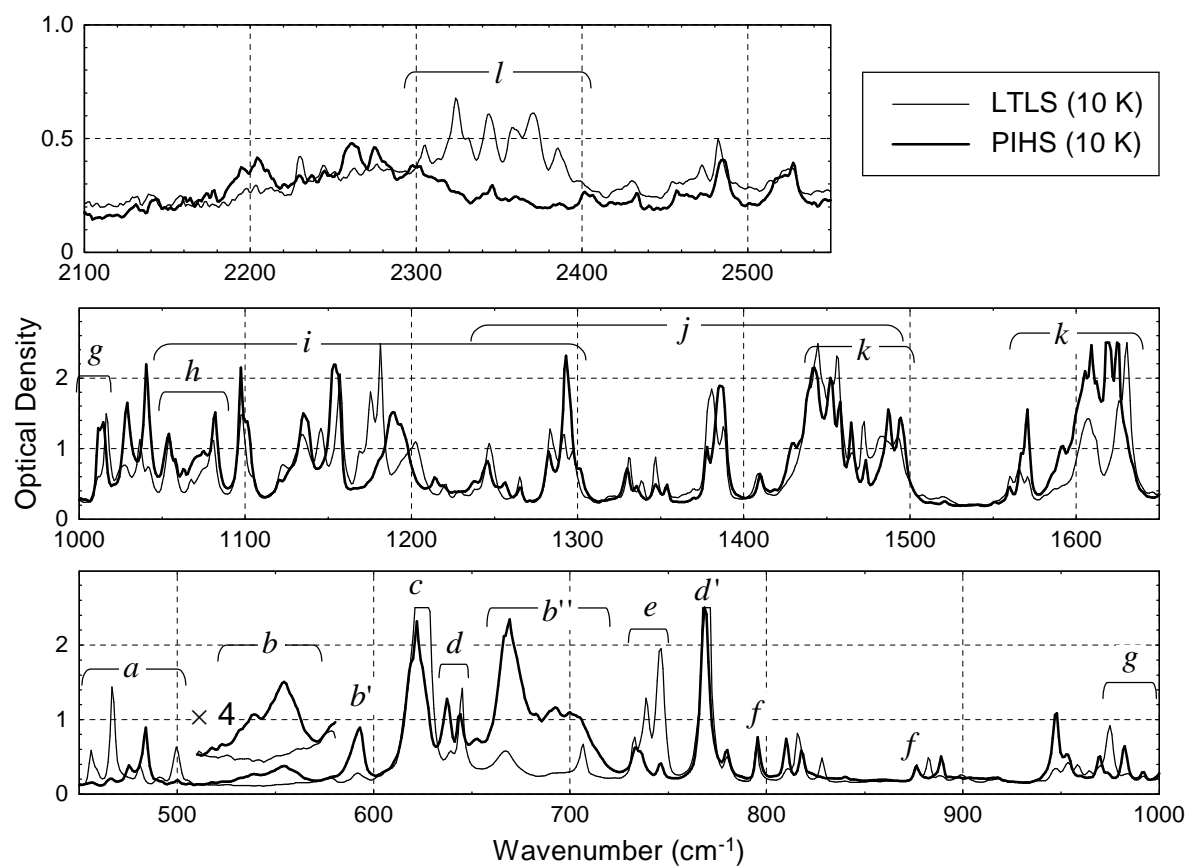 1.0
0.5
0
l
2100 2200 2300 2400 2500
LTLS (10 K)
PIHS (10 K)
Optical Density
g
h
i
j
k
k
2
1
0
1000 1100 1200 1300 1400 1500 1600
a
b
b'
c
d
b''
e
d'
f
f
g
× 4
2
1
0
500 600 700 800 900 1000
Wavenumber (cm⁻¹)